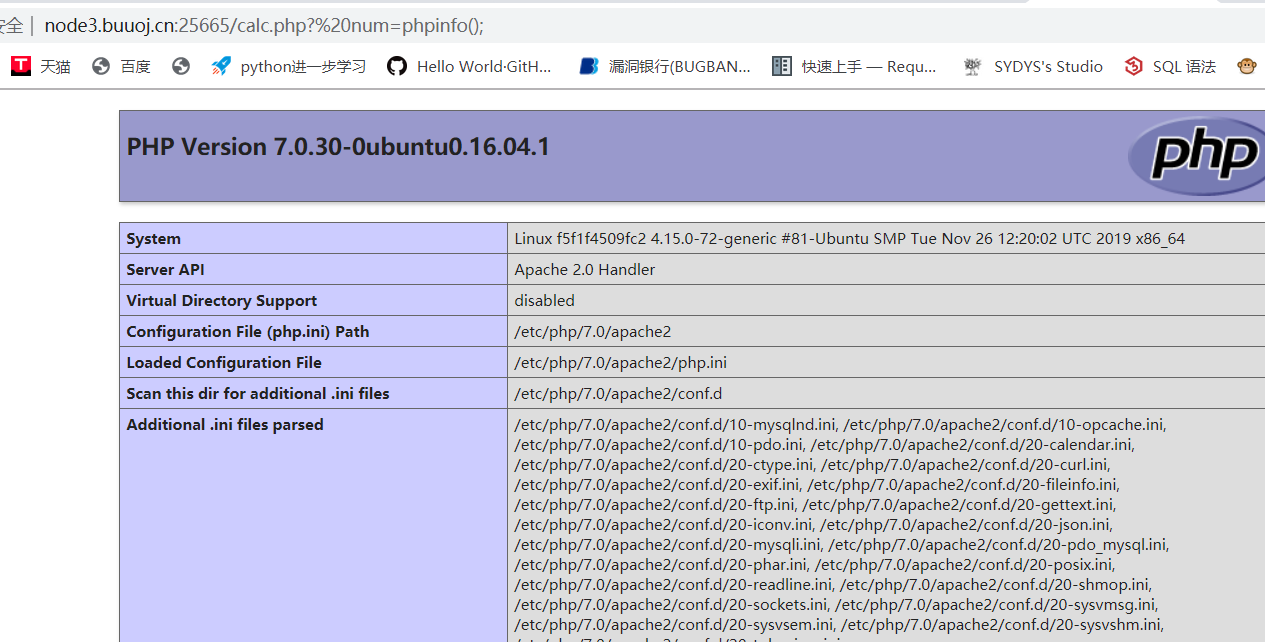 安全 | node3.buuoj.cn:25665/calc.php?%20num=phpinfo();
天猫 百度 python进一步学习 Hello World·GitH... 漏洞银行(BUGBAN... 快速上手 — Requ... SYDYS's Studio SQL 语法
PHP Version 7.0.30-0ubuntu0.16.04.1
php
System Linux f5f1f4509fc2 4.15.0-72-generic #81-Ubuntu SMP Tue Nov 26 12:20:02 UTC 2019 x86_64
Server API Apache 2.0 Handler
Virtual Directory Support disabled
Configuration File (php.ini) Path /etc/php/7.0/apache2
Loaded Configuration File /etc/php/7.0/apache2/php.ini
Scan this dir for additional .ini files /etc/php/7.0/apache2/conf.d
Additional .ini files parsed /etc/php/7.0/apache2/conf.d/10-mysqlnd.ini, /etc/php/7.0/apache2/conf.d/10-opcache.ini,
/etc/php/7.0/apache2/conf.d/10-pdo.ini, /etc/php/7.0/apache2/conf.d/20-calendar.ini,
/etc/php/7.0/apache2/conf.d/20-ctype.ini, /etc/php/7.0/apache2/conf.d/20-curl.ini,
/etc/php/7.0/apache2/conf.d/20-exif.ini, /etc/php/7.0/apache2/conf.d/20-fileinfo.ini,
/etc/php/7.0/apache2/conf.d/20-ftp.ini, /etc/php/7.0/apache2/conf.d/20-gettext.ini,
/etc/php/7.0/apache2/conf.d/20-iconv.ini, /etc/php/7.0/apache2/conf.d/20-json.ini,
/etc/php/7.0/apache2/conf.d/20-mysqli.ini, /etc/php/7.0/apache2/conf.d/20-pdo_mysql.ini,
/etc/php/7.0/apache2/conf.d/20-phar.ini, /etc/php/7.0/apache2/conf.d/20-posix.ini,
/etc/php/7.0/apache2/conf.d/20-readline.ini, /etc/php/7.0/apache2/conf.d/20-shmop.ini,
/etc/php/7.0/apache2/conf.d/20-sockets.ini, /etc/php/7.0/apache2/conf.d/20-sysvmsg.ini,
/etc/php/7.0/apache2/conf.d/20-sysvsem.ini, /etc/php/7.0/apache2/conf.d/20-sysvshm.ini,